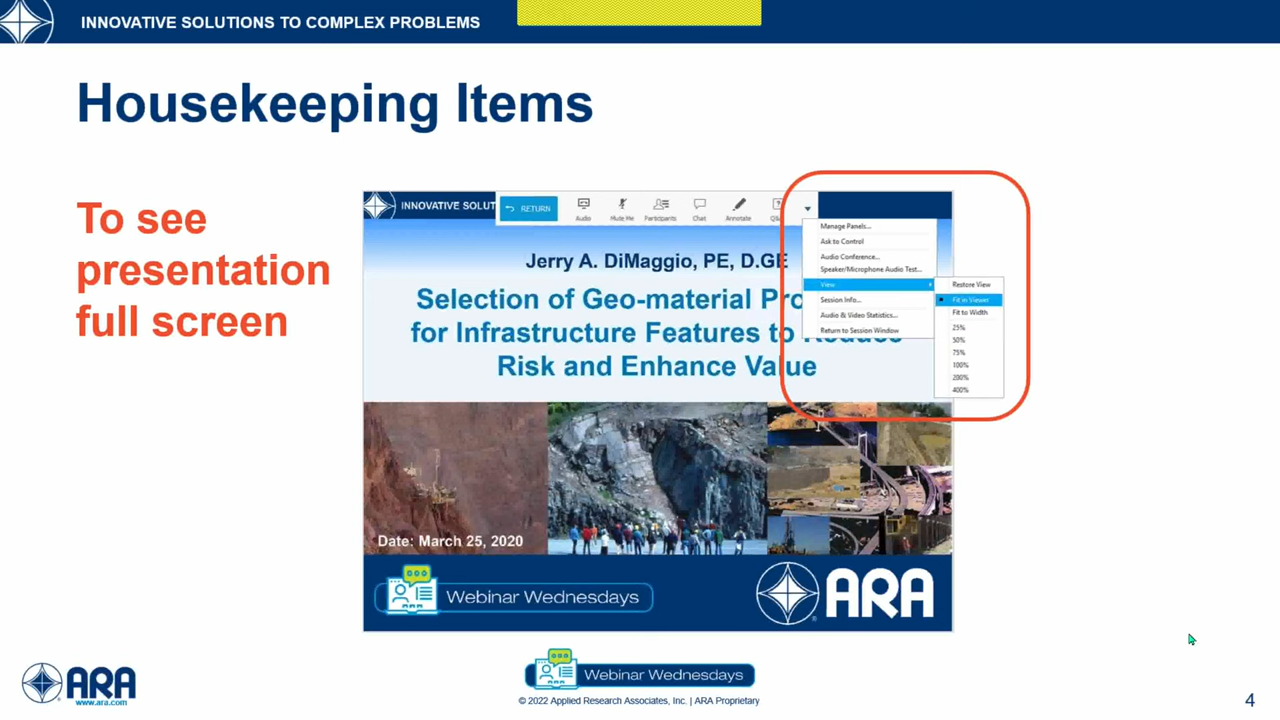 INNOVATIVE SOLUTIONS TO COMPLEX PROBLEMS
Housekeeping Items
To see
presentation
full screen
INNOVATIVE SOLUT
RETURN
Audio
Mute Me
Participants
Chat
Annotate
Q&
Manage Panels...
Ask to Control
Audio Conference...
Speaker/Microphone Audio Test...
View
Session Info...
Audio & Video Statistics...
Return to Session Window
Restore View
Fit in Viewer
Fit to Width
25%
50%
75%
100%
200%
400%
Jerry A. DiMaggio, PE, D.GE
Selection of Geo-material Pro
for Infrastructure Features to Reduce
Risk and Enhance Value
Date: March 25, 2020
Webinar Wednesdays
ARA
ARA
www.ara.com
Webinar Wednesdays
© 2022 Applied Research Associates, Inc. | ARA Proprietary
4